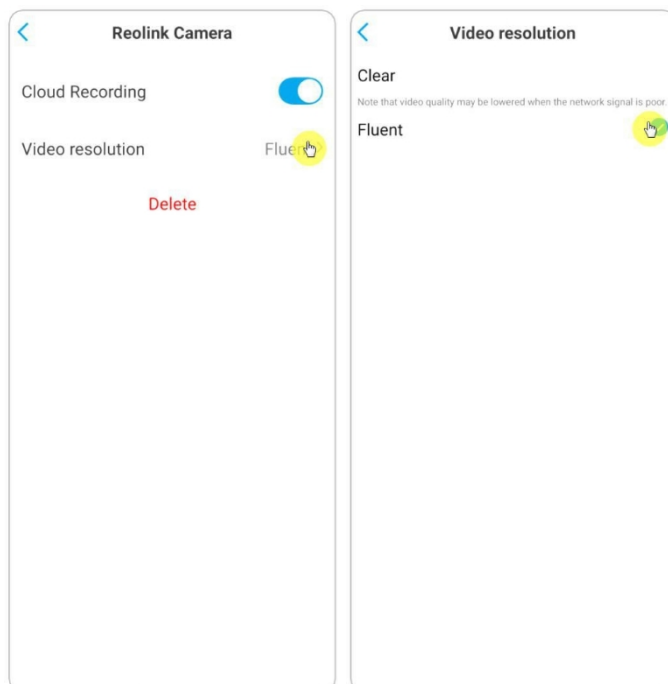 Reolink Camera
Cloud Recording
Video resolution
Delete
Video resolution
Clear
Note that video quality may be lowered when the network signal is poor.
Fluent